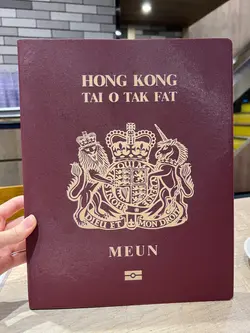 HONG KONG
TAI O TAK FAT
DIEU ET MON DROIT
MEUN